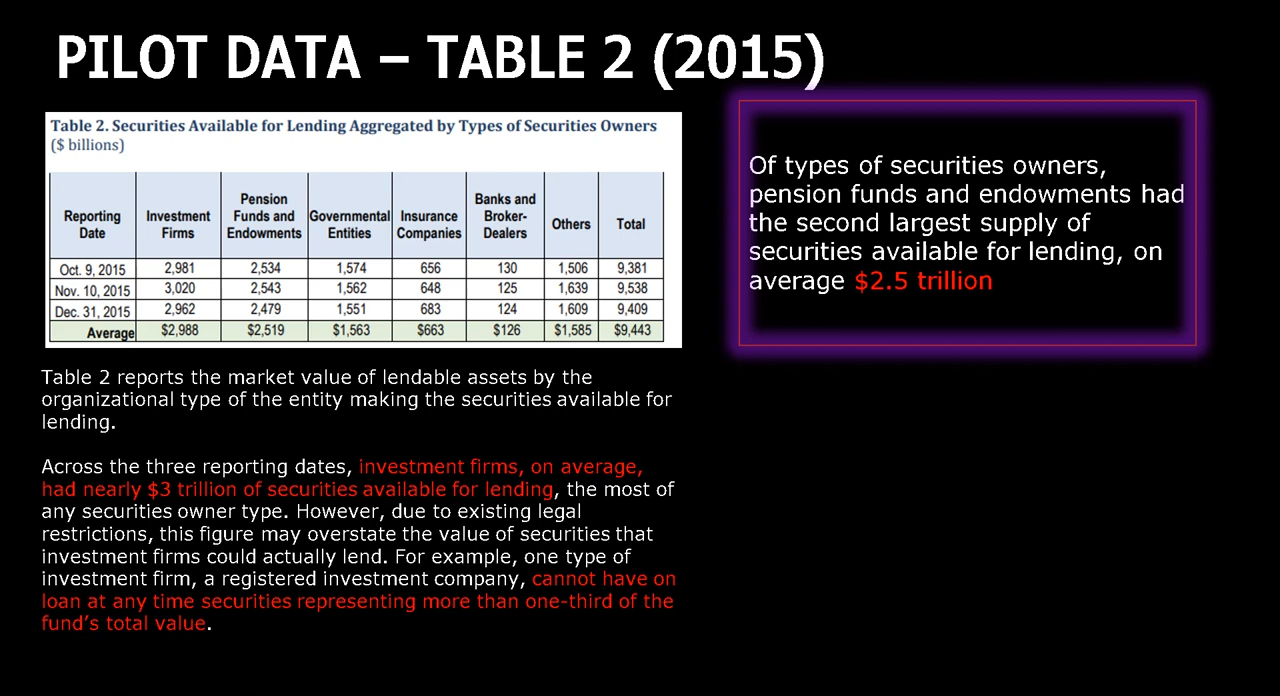 PILOT DATA – TABLE 2 (2015)
Table 2. Securities Available for Lending Aggregated by Types of Securities Owners
($ billions)
Reporting Date Investment Firms Pension Funds and Endowments Governmental Entities Insurance Companies Banks and Broker-Dealers Others Total
Oct. 9, 2015 2,981 2,534 1,574 656 130 1,506 9,381
Nov. 10, 2015 3,020 2,543 1,562 648 125 1,639 9,538
Dec. 31, 2015 2,962 2,479 1,551 683 124 1,609 9,409
Average $2,988 $2,519 $1,563 $663 $126 $1,585 $9,443
Table 2 reports the market value of lendable assets by the
organizational type of the entity making the securities available for
lending.
Across the three reporting dates, investment firms, on average,
had nearly $3 trillion of securities available for lending, the most of
any securities owner type. However, due to existing legal
restrictions, this figure may overstate the value of securities that
investment firms could actually lend. For example, one type of
investment firm, a registered investment company, cannot have on
loan at any time securities representing more than one-third of the
fund's total value.
Of types of securities owners,
pension funds and endowments had
the second largest supply of
securities available for lending, on
average $2.5 trillion